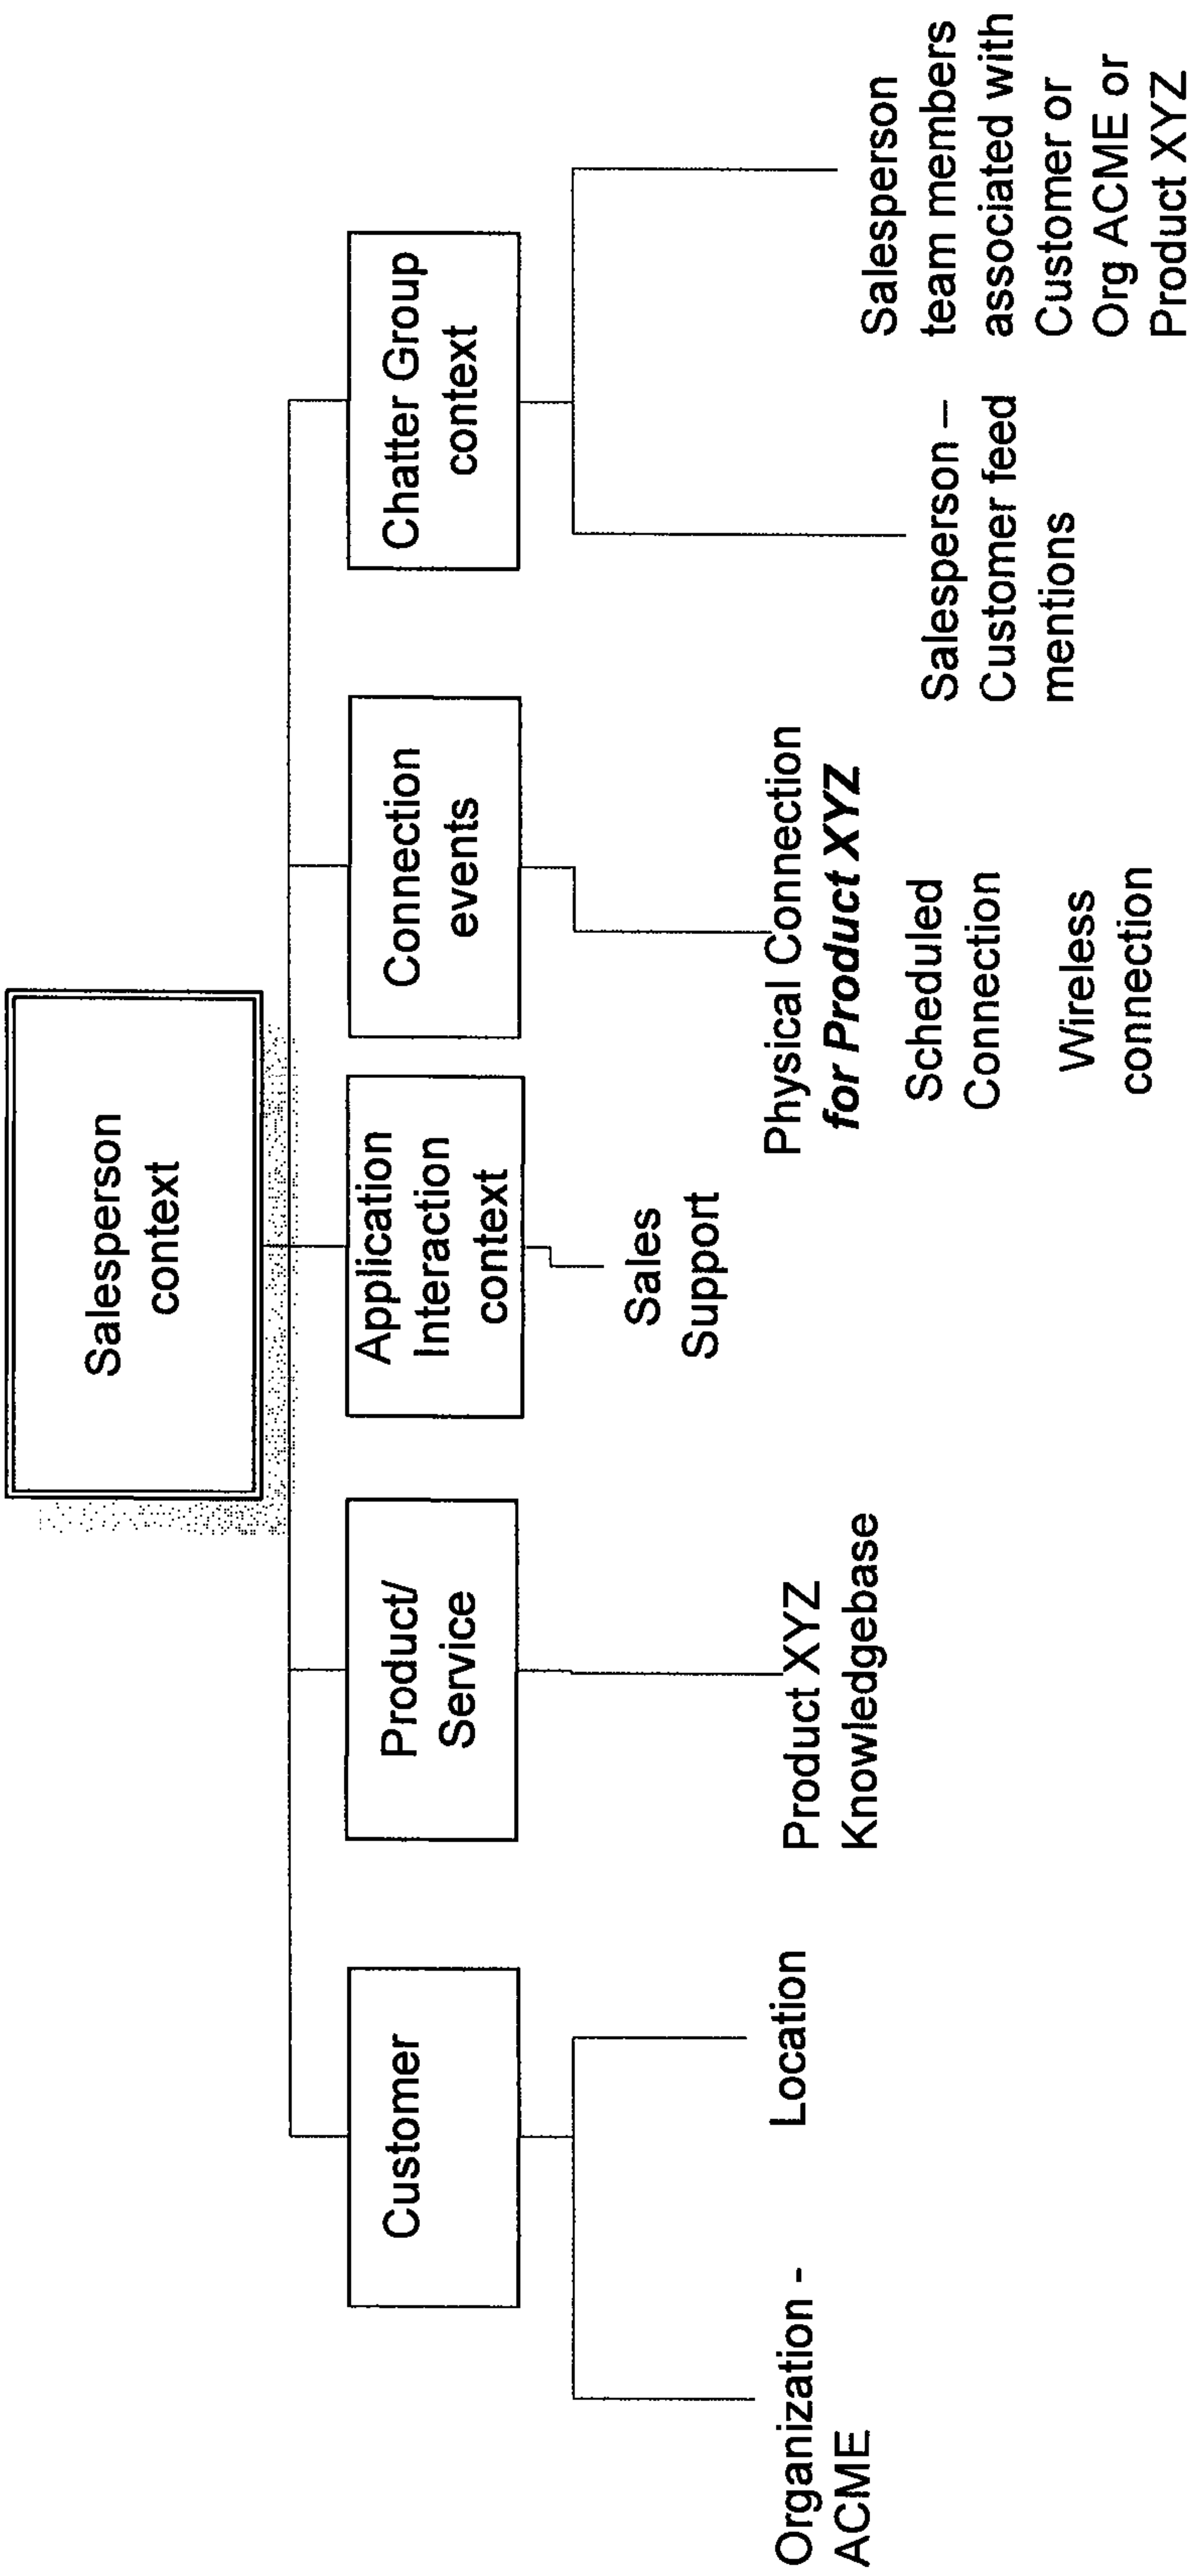 Salesperson
context
Customer
Product/
Service
Application
Interaction
context
Connection
events
Chatter Group
context
Organization -
ACME
Location
Product XYZ
Knowledgebase
Sales
Support
Physical Connection
for Product XYZ
Scheduled
Connection
Wireless
connection
Salesperson –
Customer feed
mentions
Salesperson
team members
associated with
Customer or
Org ACME or
Product XYZ